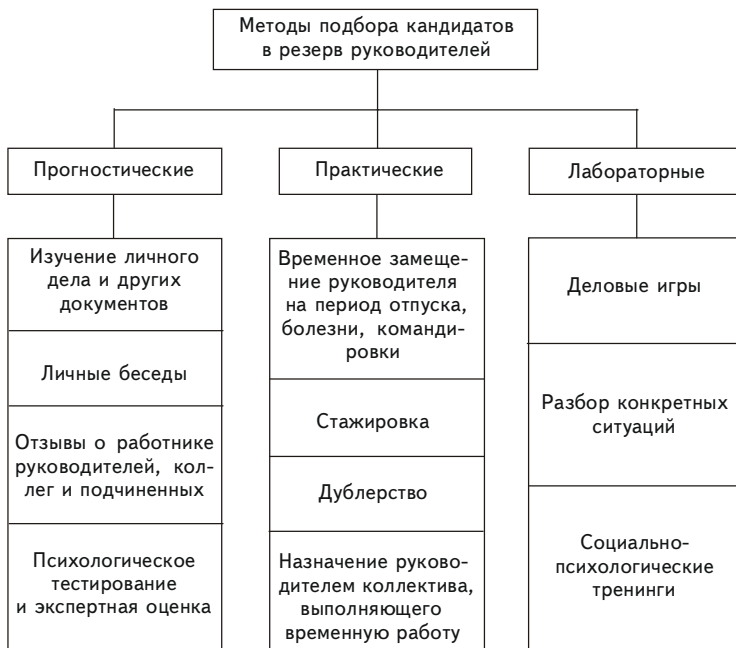 Методы подбора кандидатов
в резерв руководителей
Прогностические
Практические
Лабораторные
Изучение личного
дела и других
документов
Личные беседы
Отзывы о работнике
руководителей, кол-
лег и подчиненных
Психологическое
тестирование
и экспертная оценка
Временное замеще-
ние руководителя
на период отпуска,
болезни, команди-
ровки
Стажировка
Дублерство
Назначение руково-
дителем коллектива,
выполняющего
временную работу
Деловые игры
Разбор конкретных
ситуаций
Социально-
психологические
тренинги